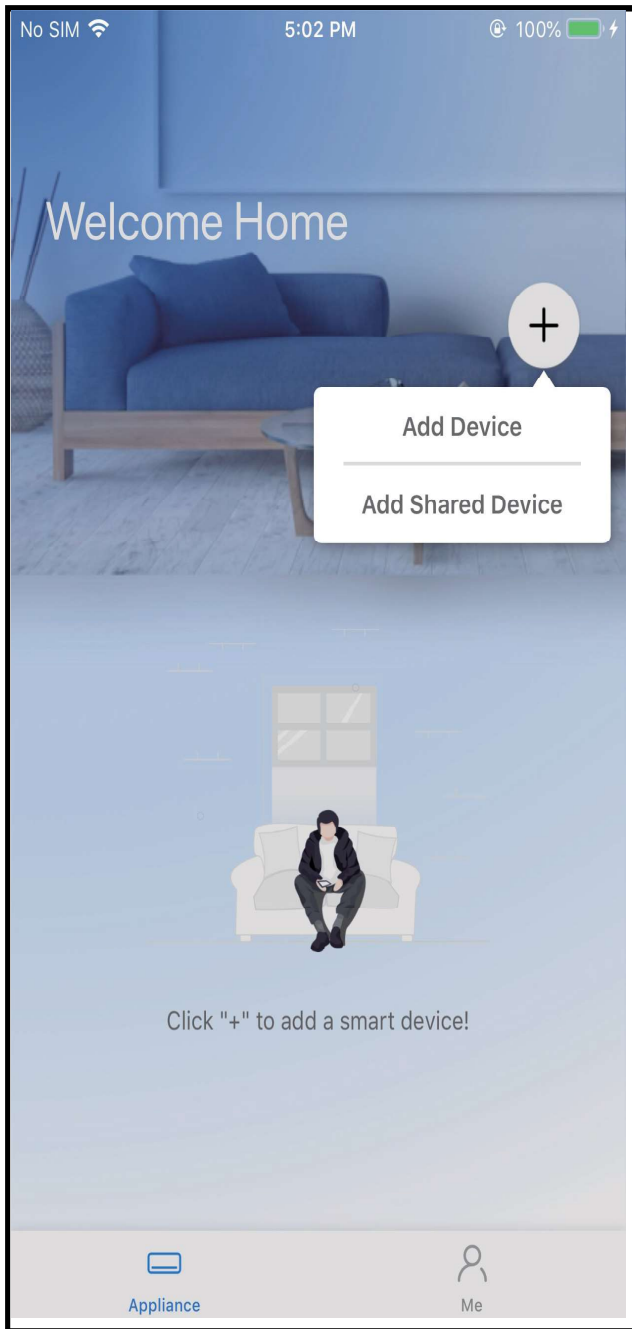 No SIM 5:02 PM 100%
Welcome Home
Add Device
Add Shared Device
Click "+" to add a smart device!
Appliance Me